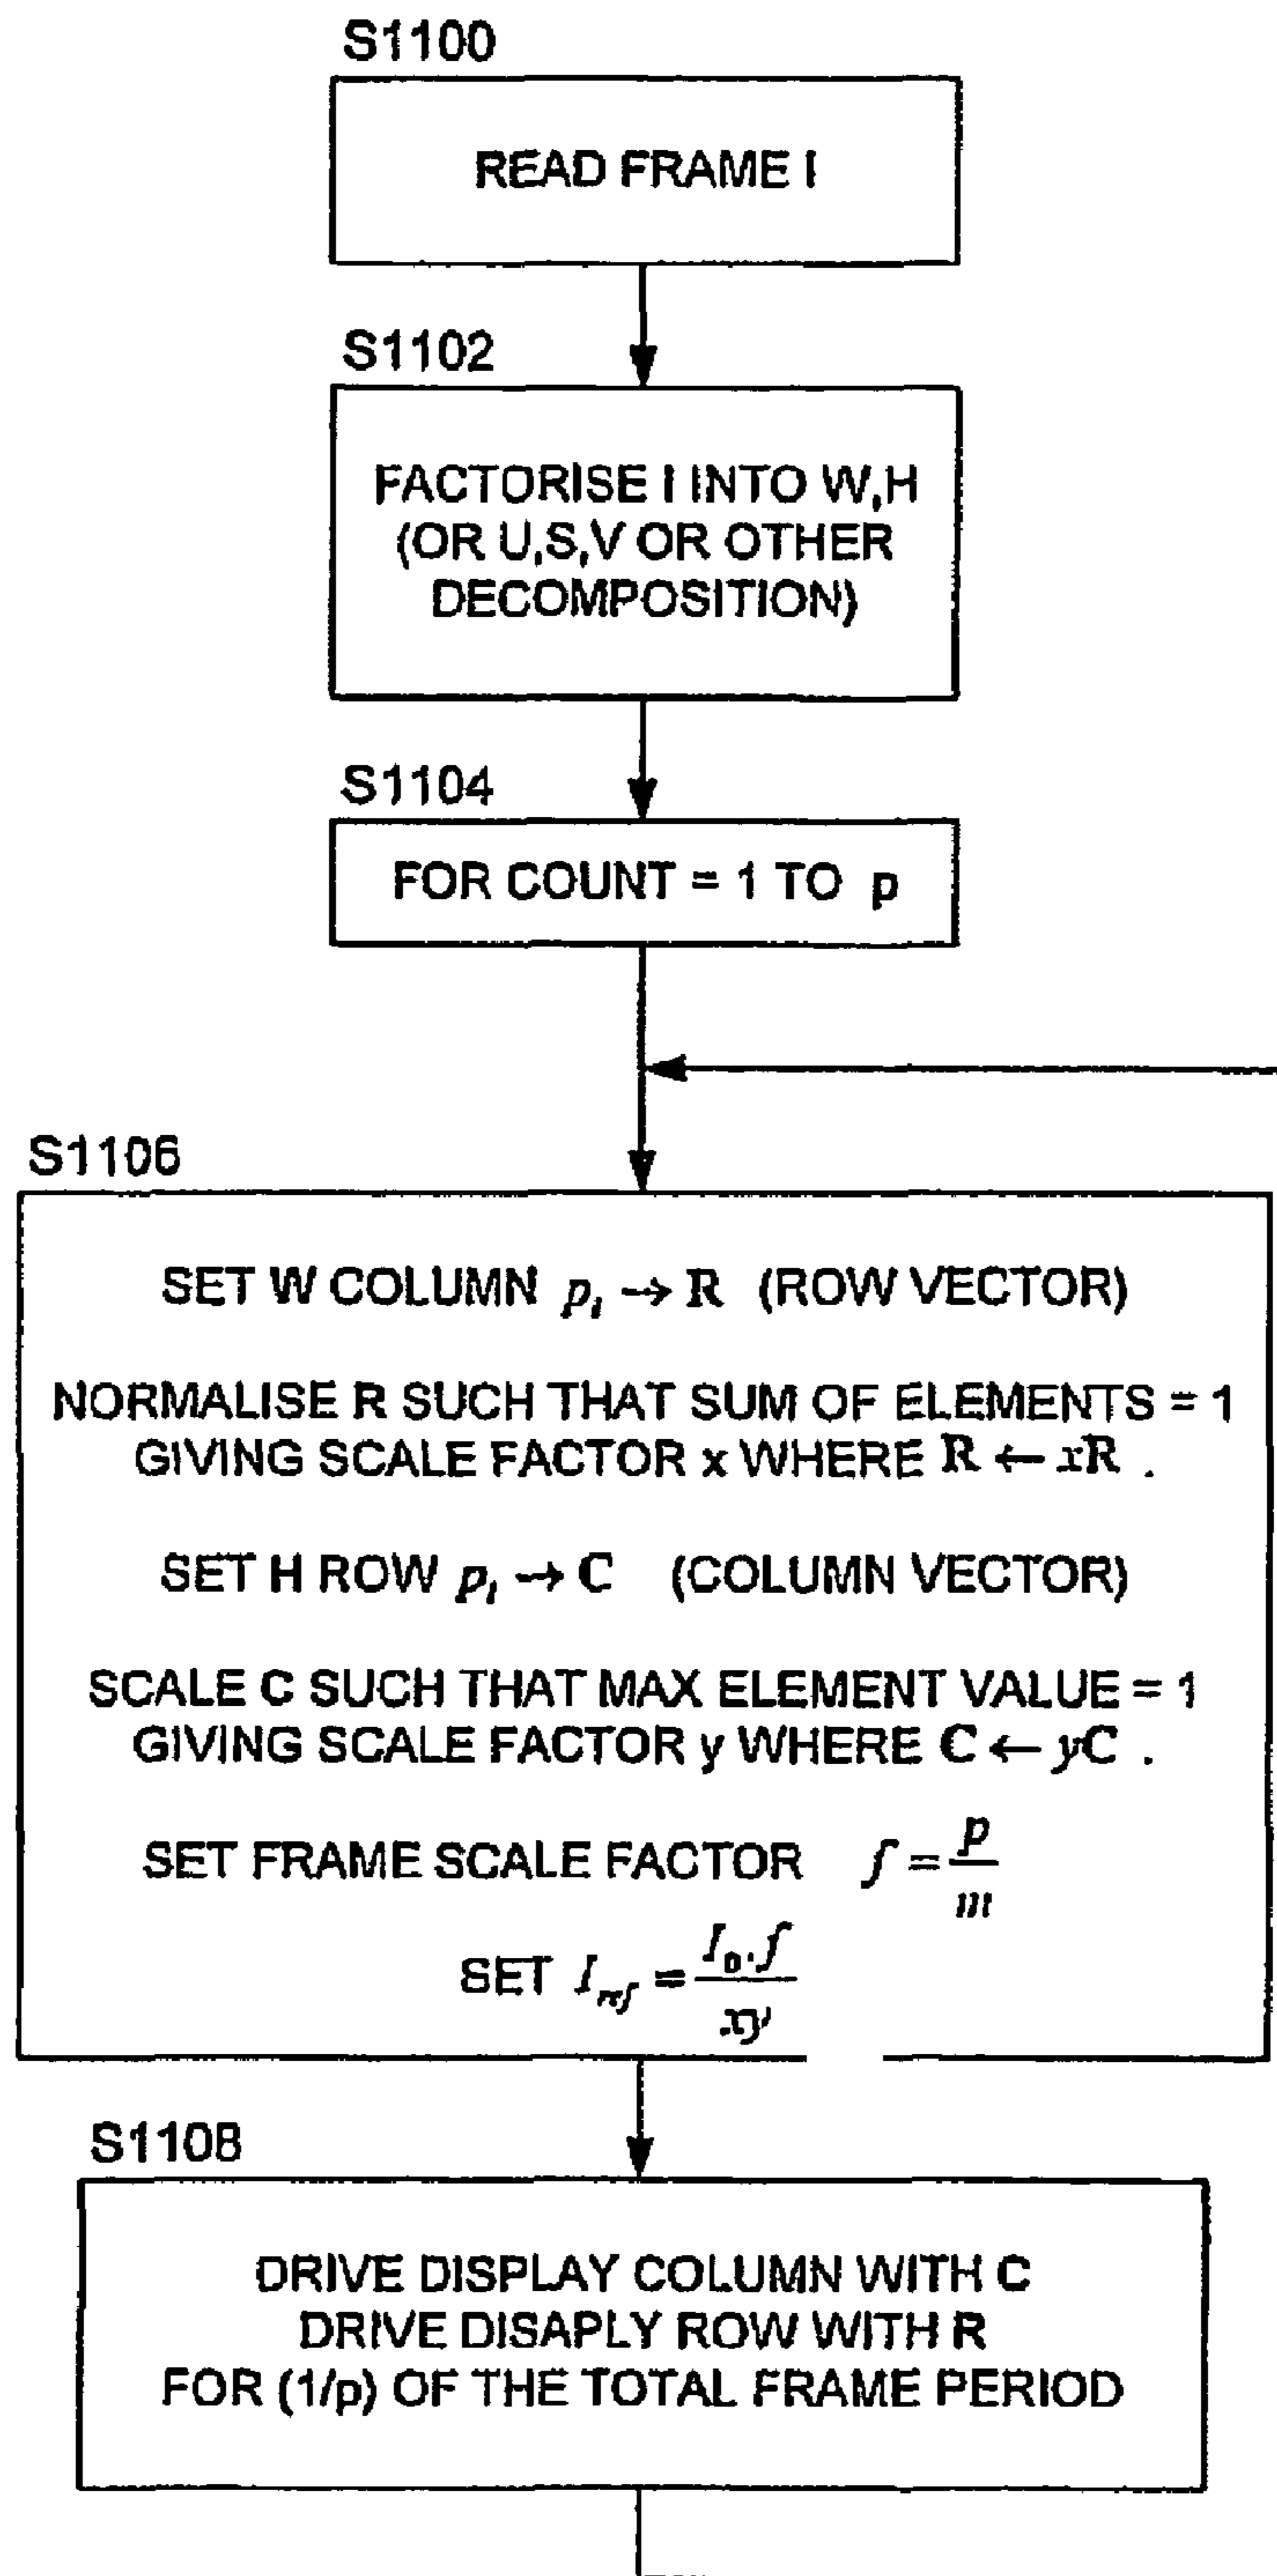 S1100
READ FRAME I
S1102
FACTORISE I INTO W,H
(OR U,S,V OR OTHER
DECOMPOSITION)
S1104
FOR COUNT = 1 TO p
S1106
SET W COLUMN p_i → R (ROW VECTOR)
NORMALISE R SUCH THAT SUM OF ELEMENTS = 1
GIVING SCALE FACTOR x WHERE R ← xR .
SET H ROW p_i → C (COLUMN VECTOR)
SCALE C SUCH THAT MAX ELEMENT VALUE = 1
GIVING SCALE FACTOR y WHERE C ← yC .
SET FRAME SCALE FACTOR f = p/m
SET I_ref = I_0.f/xy
S1108
DRIVE DISPLAY COLUMN WITH C
DRIVE DISAPLY ROW WITH R
FOR (1/p) OF THE TOTAL FRAME PERIOD